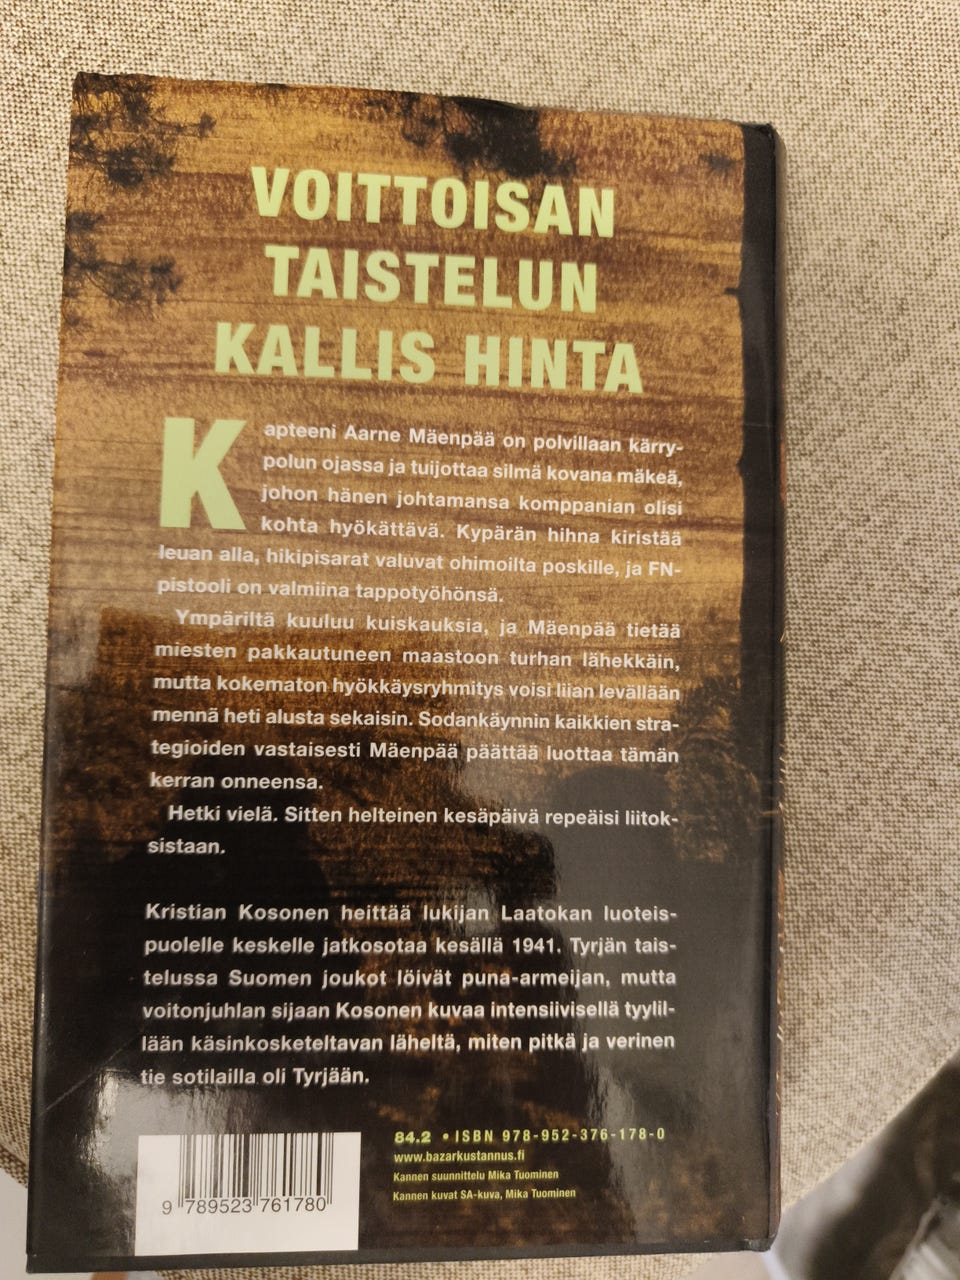 VOITTOISAN
TAISTELUN
KALLIS HINTA
Kapteeni Aarne Mäenpää on polvillaan kärry-
polun ojassa ja tuijottaa silmä kovana mäkeä,
johon hänen johtamansa komppanian olisi
kohta hyökättävä. Kypärän hihna kiristää
leuan alla, hikipisarat valuvat ohimoilta poskille, ja FN-
pistooli on valmiina tappotyöhönsä.
Ympäriltä kuuluu kuiskauksia, ja Mäenpää tietää
miesten pakkautuneen maastoon turhan lähekkäin,
mutta kokematon hyökkäysryhmitys voisi liian levällään
mennä heti alusta sekaisin. Sodankäynnin kaikkien stra-
tegioiden vastaisesti Mäenpää päättää luottaa tämän
kerran onneensa.
Hetki vielä. Sitten helteinen kesäpäivä repeäisi liitok-
sistaan.
Kristian Kosonen heittää lukijan Laatokan luoteis-
puolelle keskelle jatkosotaa kesällä 1941. Tyrjän tais-
telussa Suomen joukot löivät puna-armeijan, mutta
voitonjuhlan sijaan Kosonen kuvaa intensiivisellä tyylil-
lään käsinkosketeltavan läheltä, miten pitkä ja verinen
tie sotilailla oli Tyrjään.
84.2 • ISBN 978-952-376-178-0
www.bazarkustannus.fi
Kannen suunnittelu Mika Tuominen
Kannen kuvat SA-kuva, Mika Tuominen
9 789523 761780